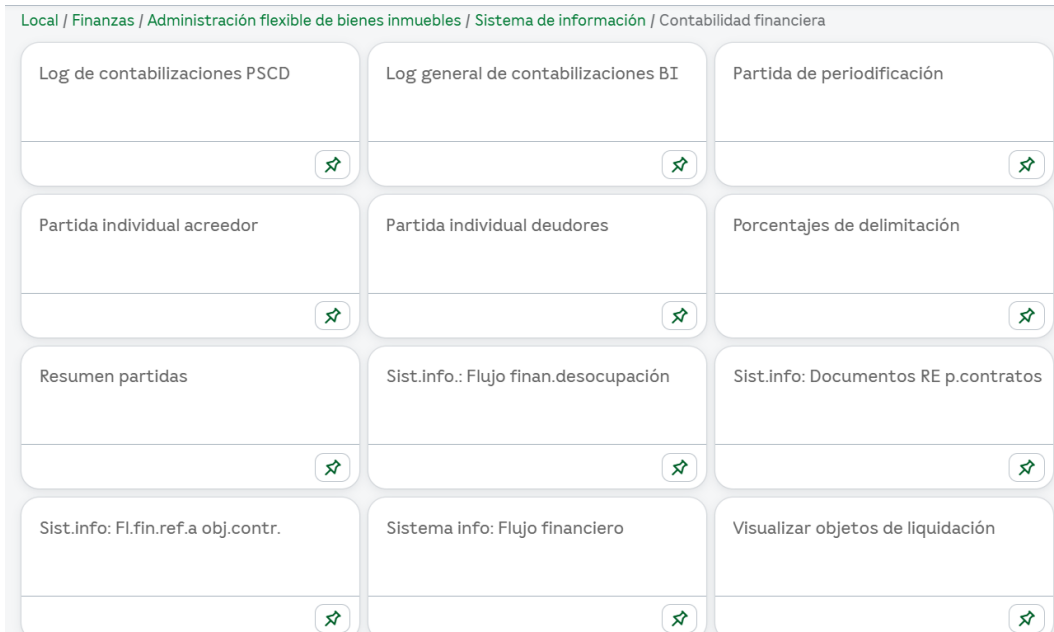 Local / Finanzas / Administración flexible de bienes inmuebles / Sistema de información / Contabilidad financiera
Log de contabilizaciones PSCD
Log general de contabilizaciones BI
Partida de periodificación
Partida individual acreedor
Partida individual deudores
Porcentajes de delimitación
Resumen partidas
Sist.info.: Flujo finan.desocupación
Sist.info: Documentos RE p.contratos
Sist.info: Fl.fin.ref.a obj.contr.
Sistema info: Flujo financiero
Visualizar objetos de liquidación